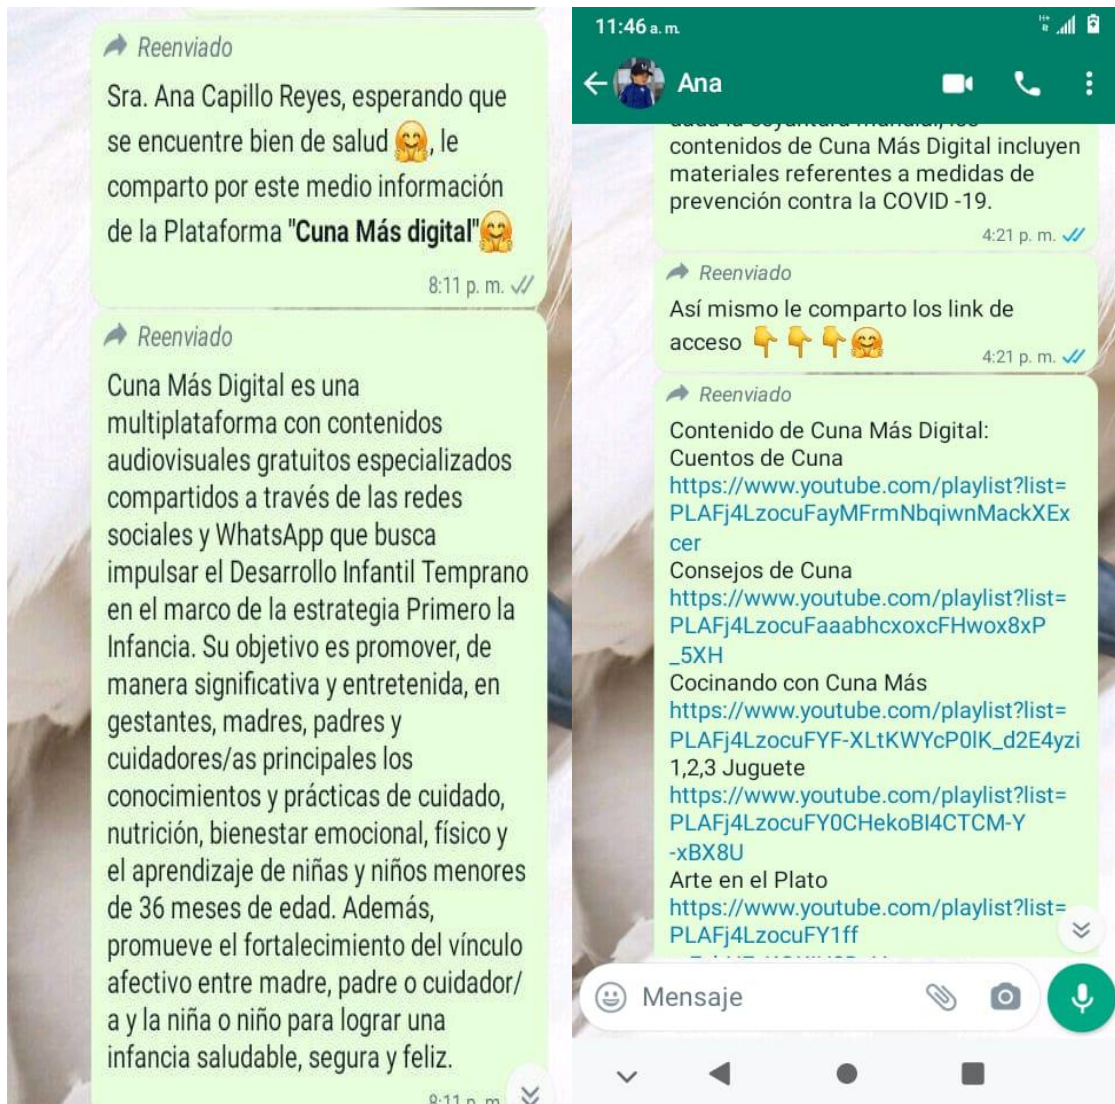 Reenviado
Sra. Ana Capillo Reyes, esperando que
se encuentre bien de salud 🤗, le
comparto por este medio información
de la Plataforma "Cuna Más digital"🤗
8:11 p. m.
Reenviado
Cuna Más Digital es una
multiplataforma con contenidos
audiovisuales gratuitos especializados
compartidos a través de las redes
sociales y WhatsApp que busca
impulsar el Desarrollo Infantil Temprano
en el marco de la estrategia Primero la
Infancia. Su objetivo es promover, de
manera significativa y entretenida, en
gestantes, madres, padres y
cuidadores/as principales los
conocimientos y prácticas de cuidado,
nutrición, bienestar emocional, físico y
el aprendizaje de niñas y niños menores
de 36 meses de edad. Además,
promueve el fortalecimiento del vínculo
afectivo entre madre, padre o cuidador/
a y la niña o niño para lograr una
infancia saludable, segura y feliz.
8:11 p. m.
11:46 a. m.
Ana
contenidos de Cuna Más Digital incluyen
materiales referentes a medidas de
prevención contra la COVID -19.
4:21 p. m.
Reenviado
Así mismo le comparto los link de
acceso 👇👇👇🤗
4:21 p. m.
Reenviado
Contenido de Cuna Más Digital:
Cuentos de Cuna
https://www.youtube.com/playlist?list=
PLAFj4LzocuFayMFrmNbqiwnMackXEx
cer
Consejos de Cuna
https://www.youtube.com/playlist?list=
PLAFj4LzocuFaaabhcxoxcFHwox8xP
_5XH
Cocinando con Cuna Más
https://www.youtube.com/playlist?list=
PLAFj4LzocuFYF-XLtKWYcP0lK_d2E4yzi
1,2,3 Juguete
https://www.youtube.com/playlist?list=
PLAFj4LzocuFY0CHekoBI4CTCM-Y
-xBX8U
Arte en el Plato
https://www.youtube.com/playlist?list=
PLAFj4LzocuFY1ff
Mensaje